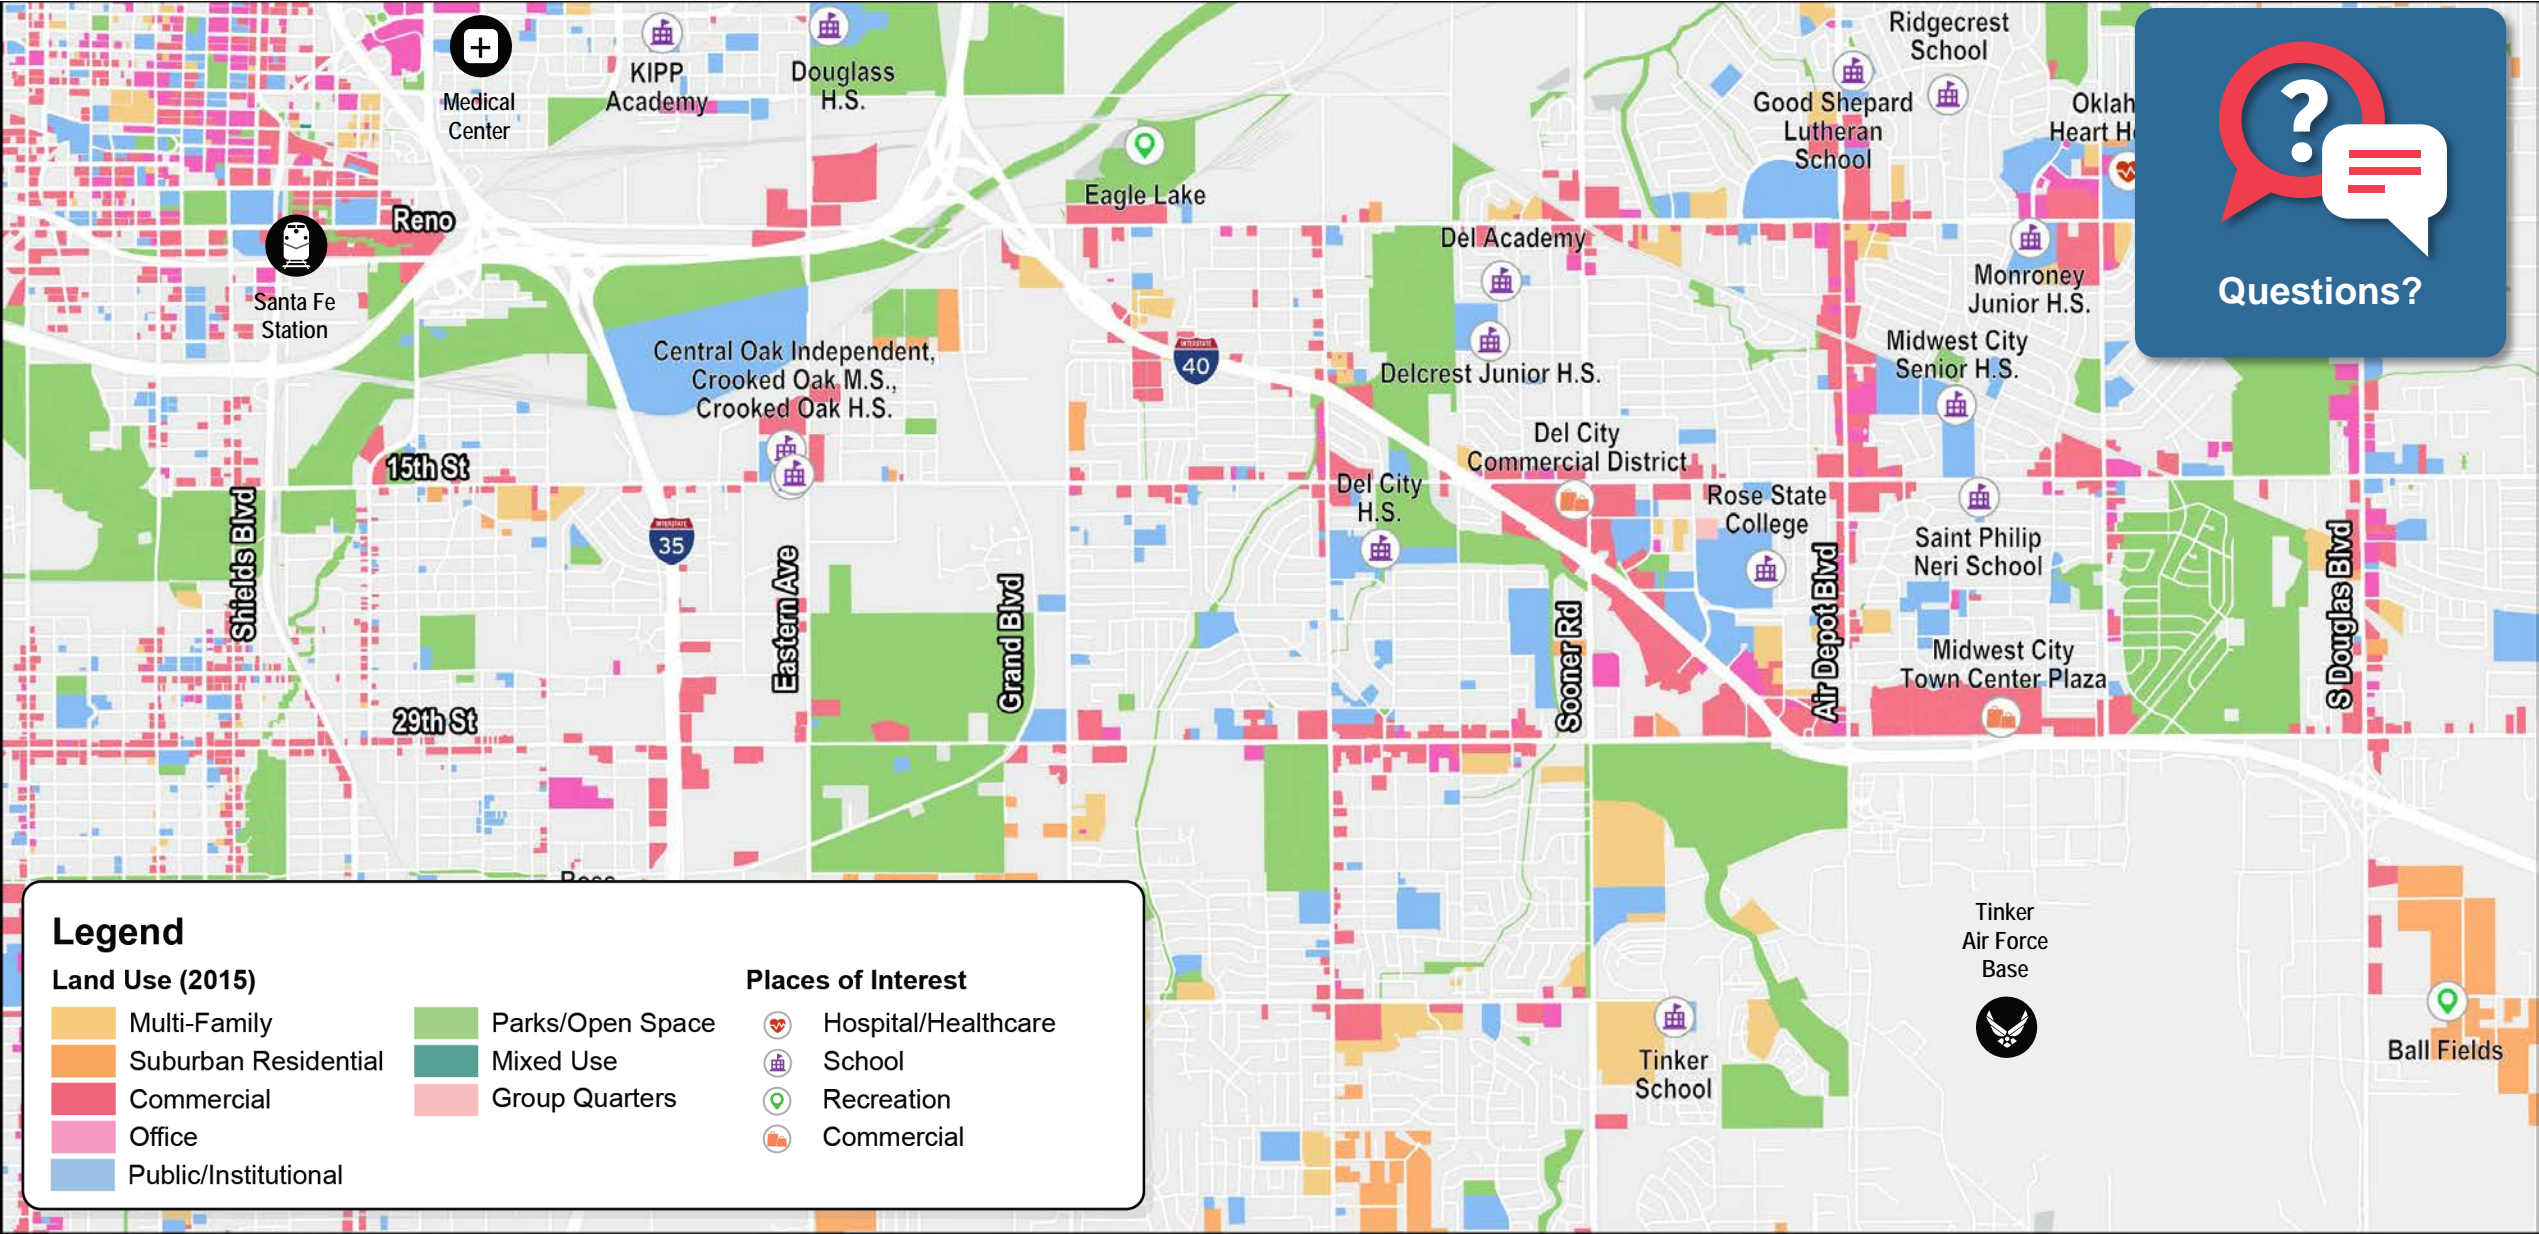 KIPP
Academy
Douglass
H.S.
Medical
Center
Ridgecrest
School
Good Shepard
Lutheran
School
Oklah
Heart H
?
Questions?
Eagle Lake
Reno
Santa Fe
Station
Del Academy
Monroney
Junior H.S.
Midwest City
Senior H.S.
Central Oak Independent,
Crooked Oak M.S.,
Crooked Oak H.S.
INTERSTATE
40
Delcrest Junior H.S.
Del City
Commercial District
15th St
Del City
H.S.
Rose State
College
Saint Philip
Neri School
INTERSTATE
35
Shields Blvd
Eastern Ave
Grand Blvd
Sooner Rd
Air Depot Blvd
S Douglas Blvd
Midwest City
Town Center Plaza
29th St
Tinker
Air Force
Base
Tinker
School
Ball Fields
Legend
Land Use (2015)
Multi-Family
Suburban Residential
Commercial
Office
Public/Institutional
Parks/Open Space
Mixed Use
Group Quarters
Places of Interest
Hospital/Healthcare
School
Recreation
Commercial